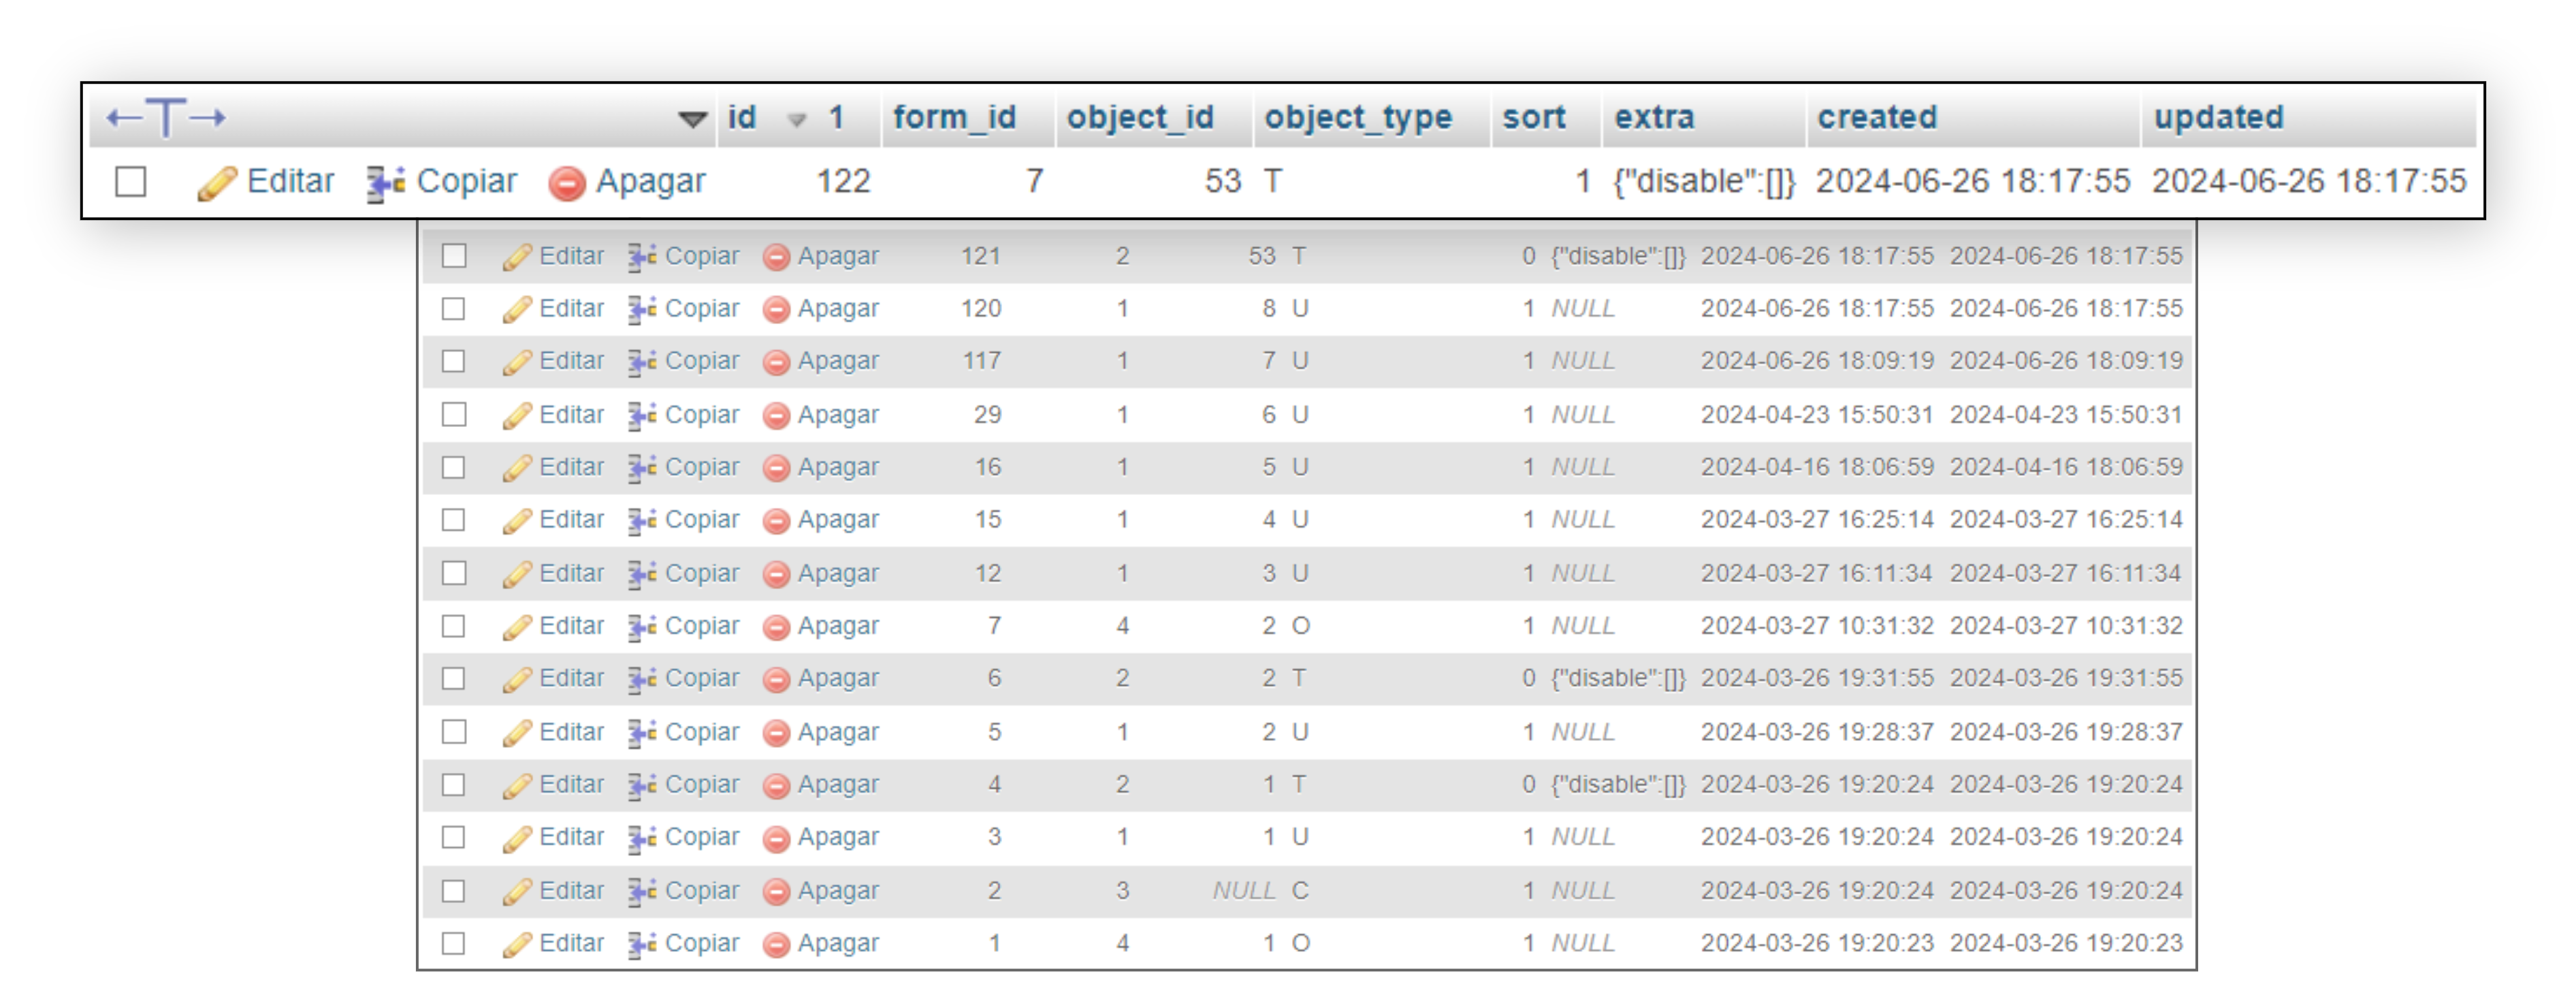 id 1 form_id object_id object_type sort extra created updated
Editar Copiar Apagar 122 7 53 T 1 {"disable":[]} 2024-06-26 18:17:55 2024-06-26 18:17:55
Editar Copiar Apagar 121 2 53 T 0 {"disable":[]} 2024-06-26 18:17:55 2024-06-26 18:17:55
Editar Copiar Apagar 120 1 8 U 1 NULL 2024-06-26 18:17:55 2024-06-26 18:17:55
Editar Copiar Apagar 117 1 7 U 1 NULL 2024-06-26 18:09:19 2024-06-26 18:09:19
Editar Copiar Apagar 29 1 6 U 1 NULL 2024-04-23 15:50:31 2024-04-23 15:50:31
Editar Copiar Apagar 16 1 5 U 1 NULL 2024-04-16 18:06:59 2024-04-16 18:06:59
Editar Copiar Apagar 15 1 4 U 1 NULL 2024-03-27 16:25:14 2024-03-27 16:25:14
Editar Copiar Apagar 12 1 3 U 1 NULL 2024-03-27 16:11:34 2024-03-27 16:11:34
Editar Copiar Apagar 7 4 2 O 1 NULL 2024-03-27 10:31:32 2024-03-27 10:31:32
Editar Copiar Apagar 6 2 2 T 0 {"disable":[]} 2024-03-26 19:31:55 2024-03-26 19:31:55
Editar Copiar Apagar 5 1 2 U 1 NULL 2024-03-26 19:28:37 2024-03-26 19:28:37
Editar Copiar Apagar 4 2 1 T 0 {"disable":[]} 2024-03-26 19:20:24 2024-03-26 19:20:24
Editar Copiar Apagar 3 1 1 U 1 NULL 2024-03-26 19:20:24 2024-03-26 19:20:24
Editar Copiar Apagar 2 3 NULL C 1 NULL 2024-03-26 19:20:24 2024-03-26 19:20:24
Editar Copiar Apagar 1 4 1 O 1 NULL 2024-03-26 19:20:23 2024-03-26 19:20:23